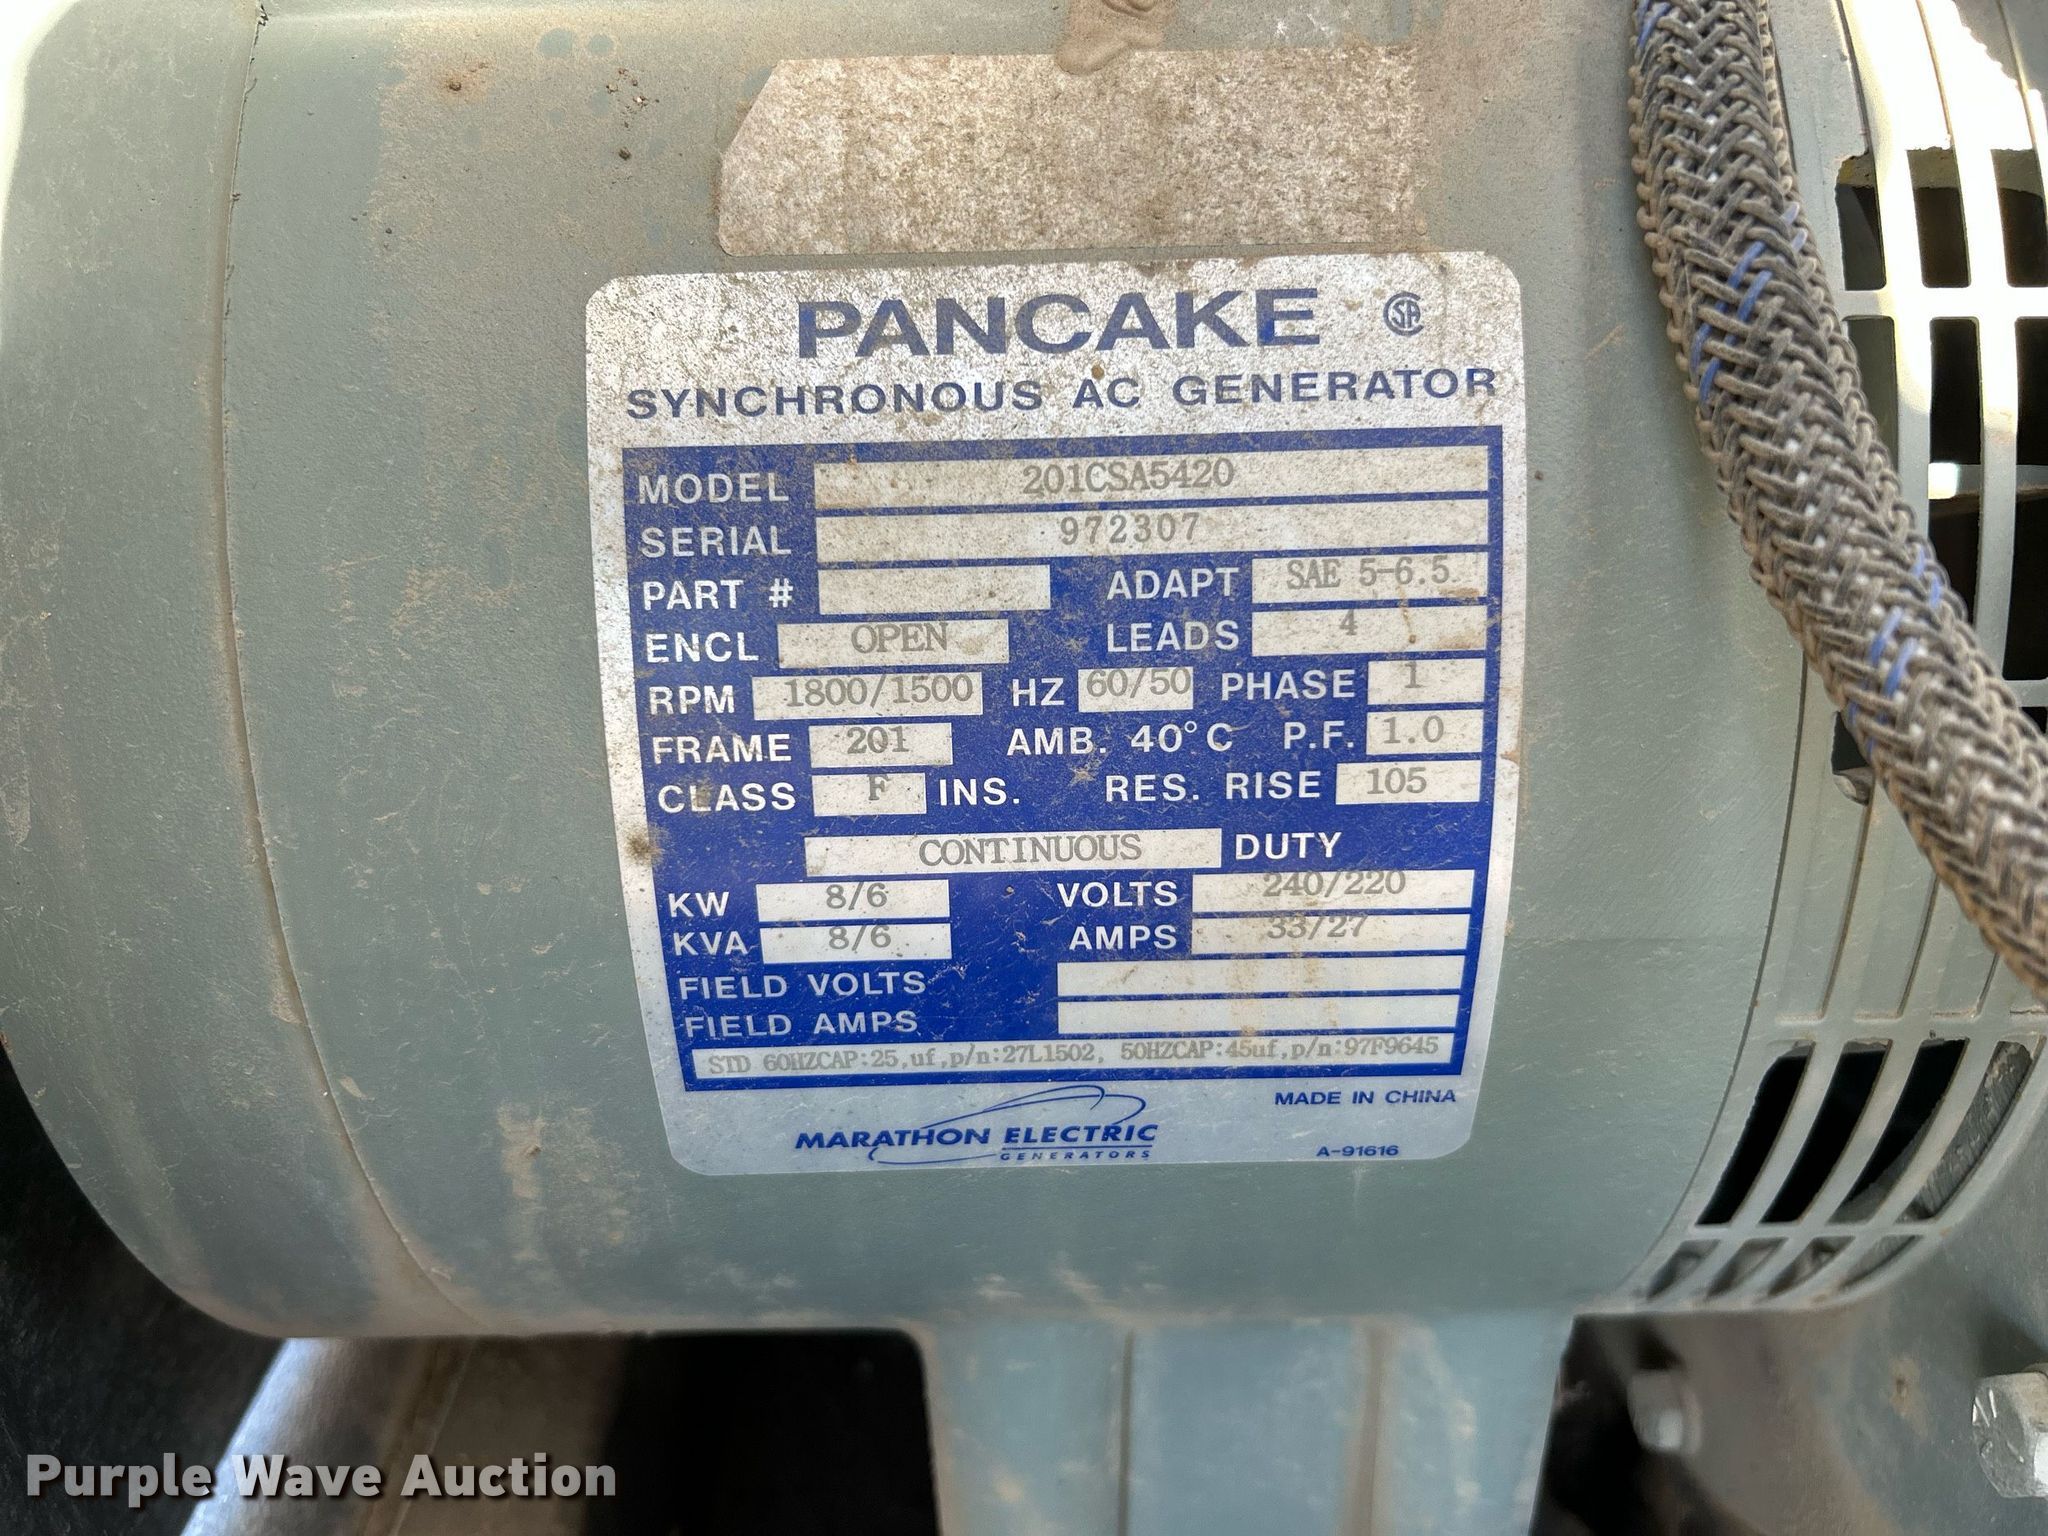 PANCAKE SA
SYNCHRONOUS AC GENERATOR
MODEL 201CSA5420
SERIAL 972307
PART # ADAPT SAE 5-6.5
ENCL OPEN LEADS 4
RPM 1800/1500 HZ 60/50 PHASE 1
FRAME 201 AMB. 40°C P.F. 1.0
CLASS F INS. RES. RISE 105
CONTINUOUS DUTY
KW 8/6 VOLTS 240/220
KVA 8/6 AMPS 33/27
FIELD VOLTS
FIELD AMPS
STD 60HZCAP:25,uf,p/n:27L1502, 50HZCAP:45uf,p/n:97F9645
MADE IN CHINA
MARATHON ELECTRIC
GENERATORS A-91616
Purple Wave Auction